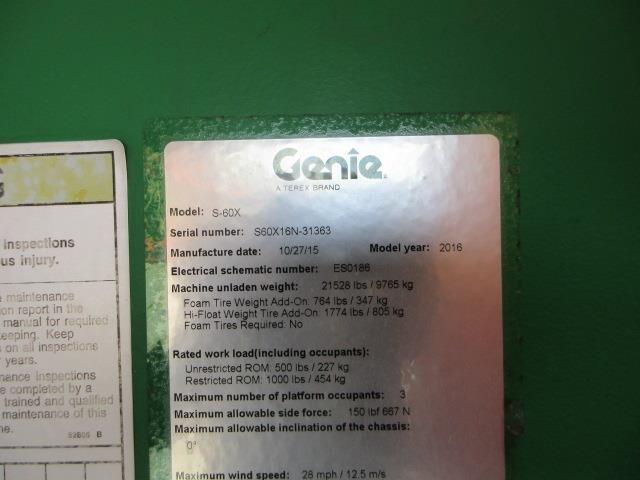 G
inspections
us injury.
e maintenance
on report in the
manual for required
eeping. Keep
s on all inspections
years.
nance inspections
e completed by a
trained and qualified
maintenance of this
ne.
82805 B
Genie
A TEREX BRAND
Model: S-60X
Serial number: S60X16N-31363
Manufacture date: 10/27/15 Model year: 2016
Electrical schematic number: ES0186
Machine unladen weight: 21528 lbs / 9765 kg
Foam Tire Weight Add-On: 764 lbs / 347 kg
Hi-Float Weight Tire Add-On: 1774 lbs / 805 kg
Foam Tires Required: No
Rated work load(including occupants):
Unrestricted ROM: 500 lbs / 227 kg
Restricted ROM: 1000 lbs / 454 kg
Maximum number of platform occupants: 3
Maximum allowable side force: 150 lbf 667 N
Maximum allowable inclination of the chassis:
0°
Maximum wind speed: 28 mph / 12.5 m/s